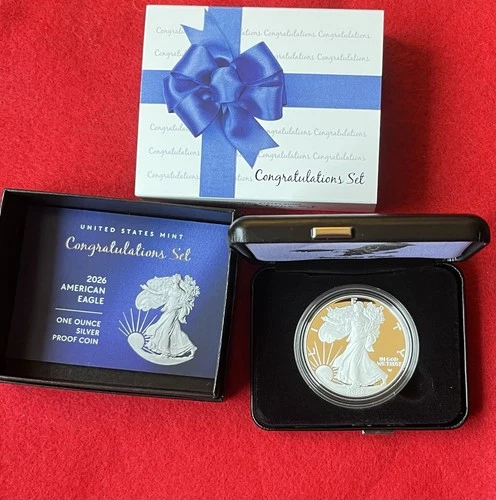 Congratulations Congratulations Congratulations
Congratulations Congratulations
Congratulations
Congratulations Congratulations
Congratulations
Congratulations
Congratulations Set
UNITED STATES MINT
Congratulations Set
2026
AMERICAN
EAGLE
ONE OUNCE
SILVER
PROOF COIN
IN GOD
WE TRUST